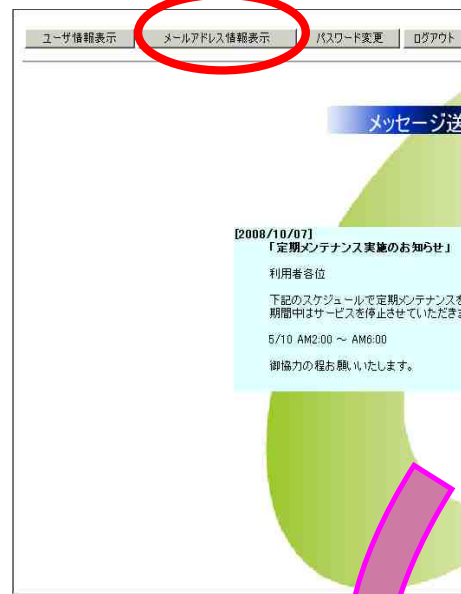 ユーザ情報表示 メールアドレス情報表示 パスワード変更 ログアウト
メッセージ送
[2008/10/07]
「定期メンテナンス実施のお知らせ」
利用者各位
下記のスケジュールで定期メンテナンスを
期間中はサービスを停止させていただきま
5/10 AM2:00 ～ AM6:00
御協力の程お願いいたします。